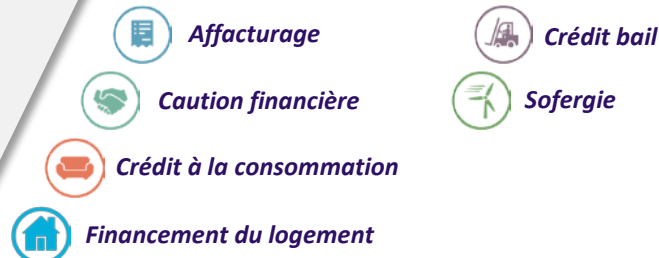 Affacturage
Crédit bail
Caution financière
Sofergie
Crédit à la consommation
Financement du logement